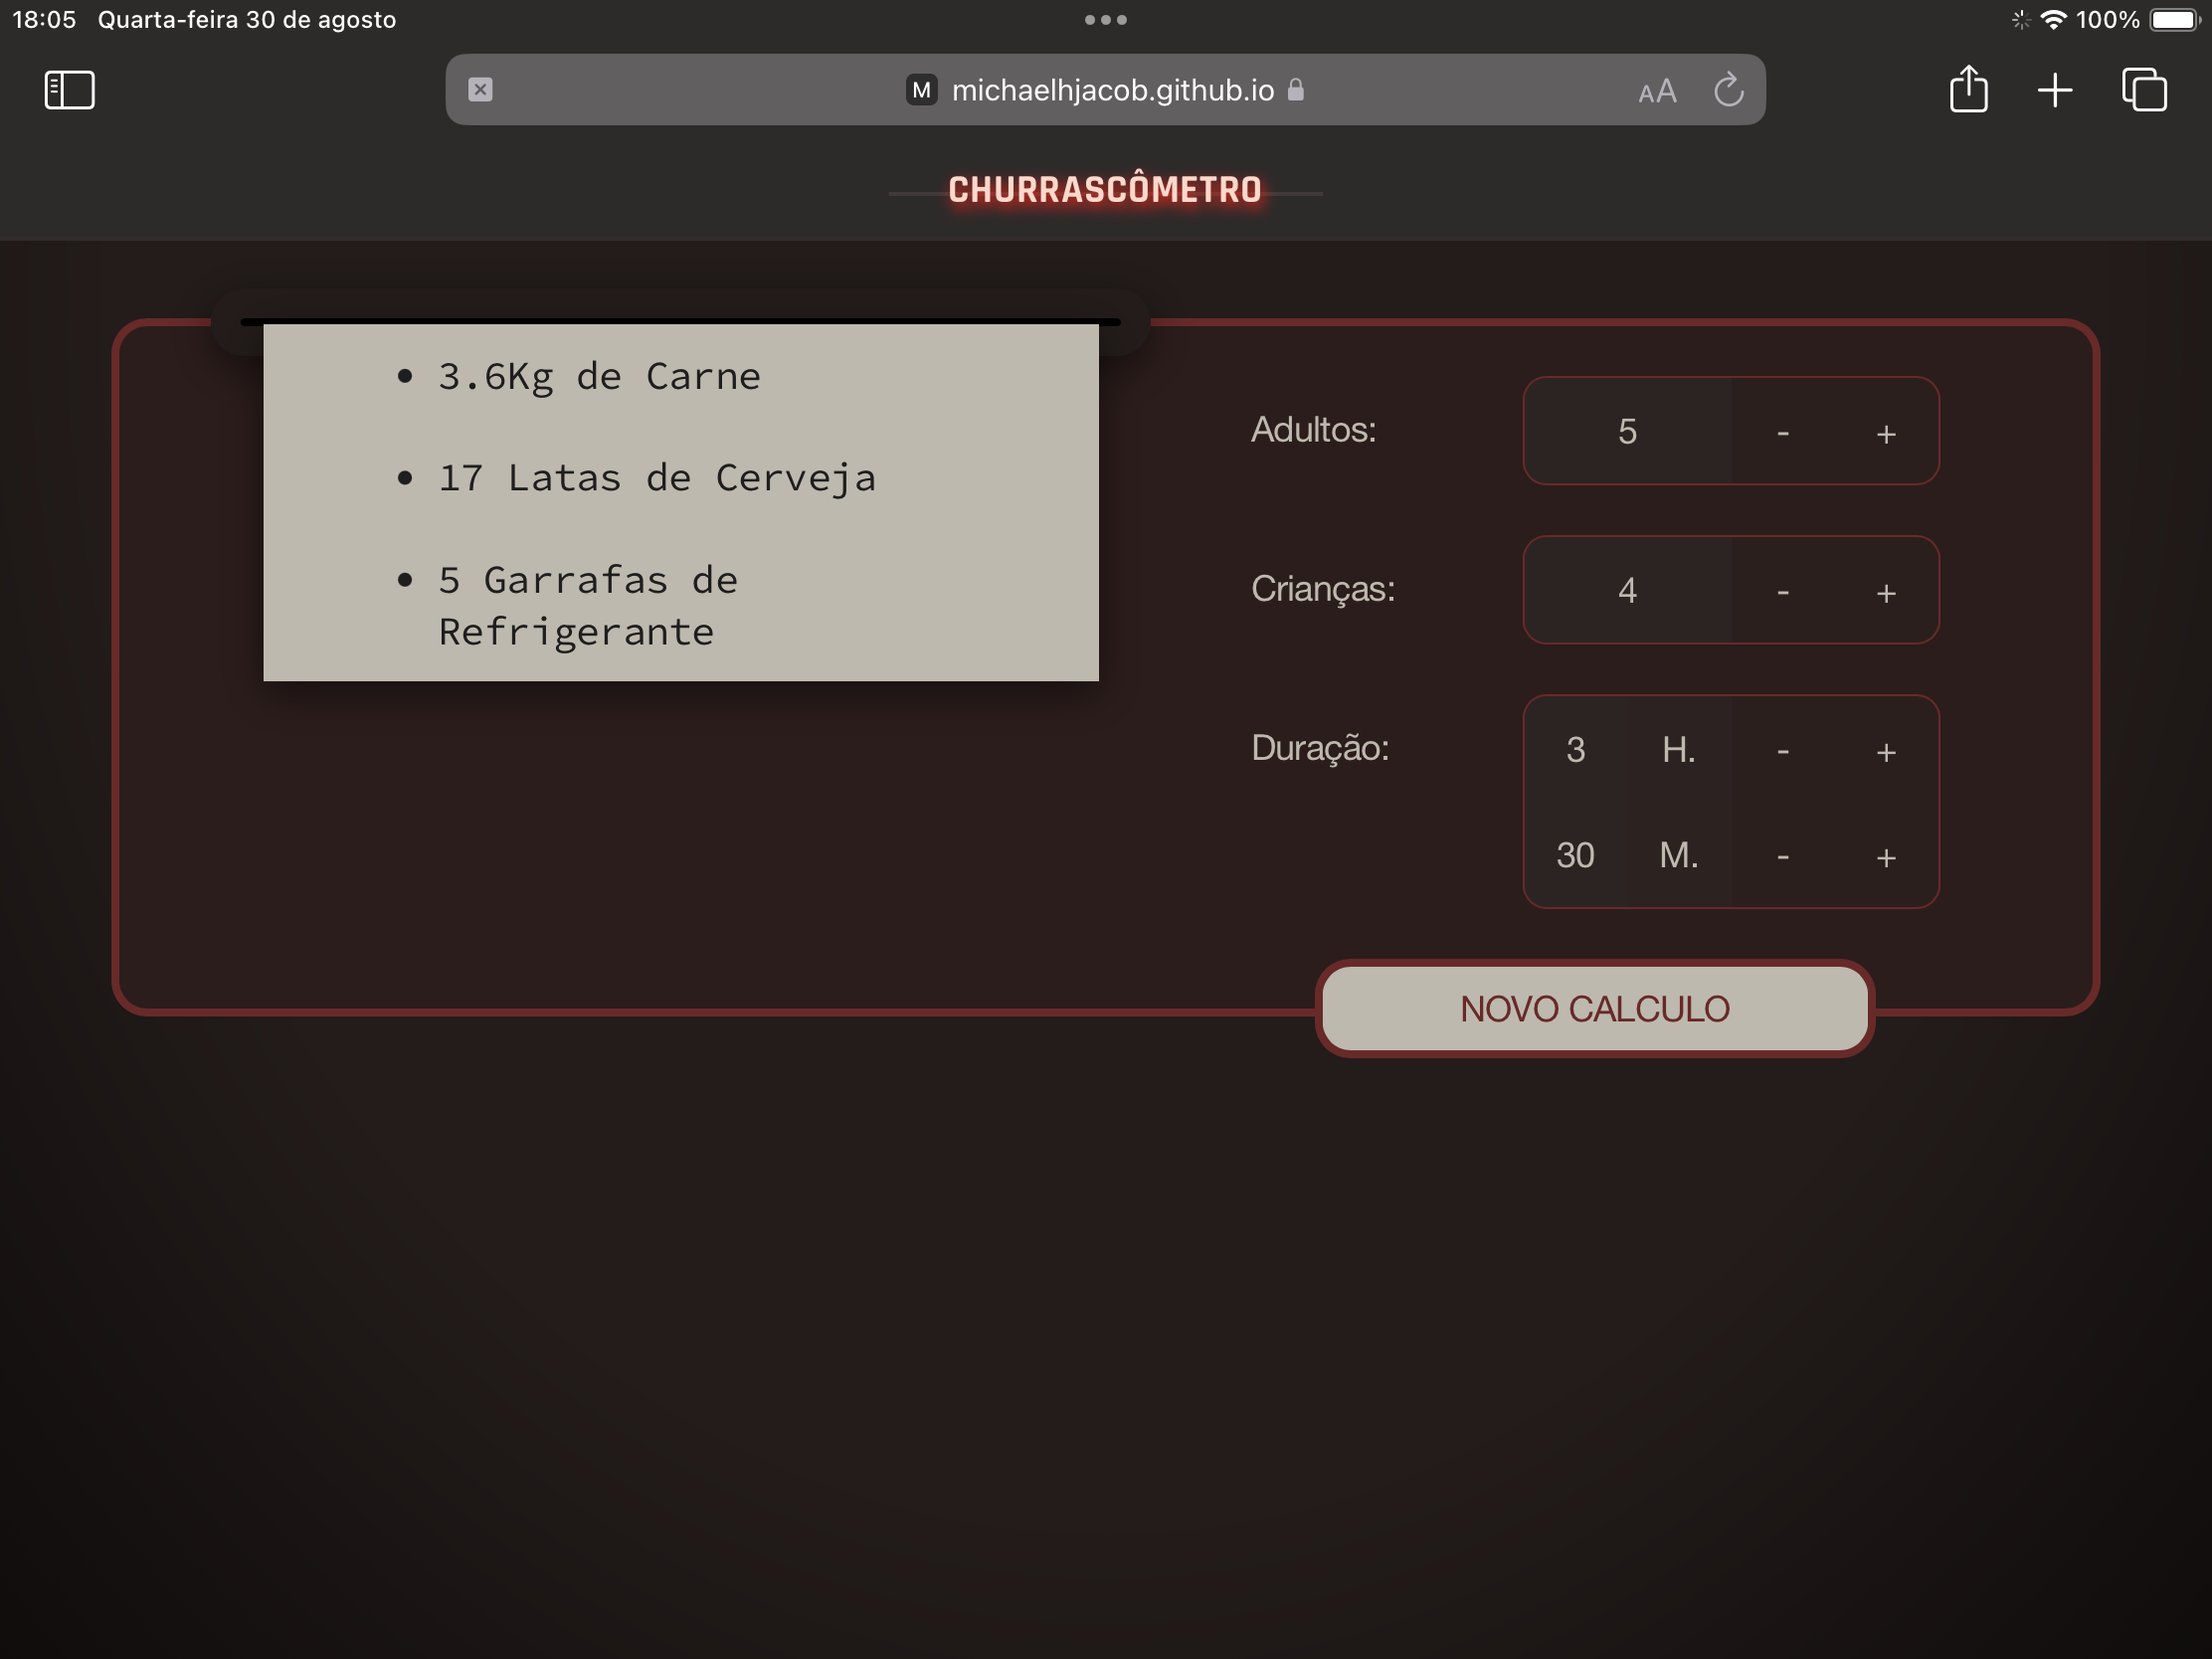 18:05 Quarta-feira 30 de agosto
100%
M michaelhjacob.github.io
AA
CHURRASCÔMETRO
• 3.6Kg de Carne
• 17 Latas de Cerveja
• 5 Garrafas de
Refrigerante
Adultos: 5 - +
Crianças: 4 - +
Duração: 3 H. - +
30 M. - +
NOVO CALCULO